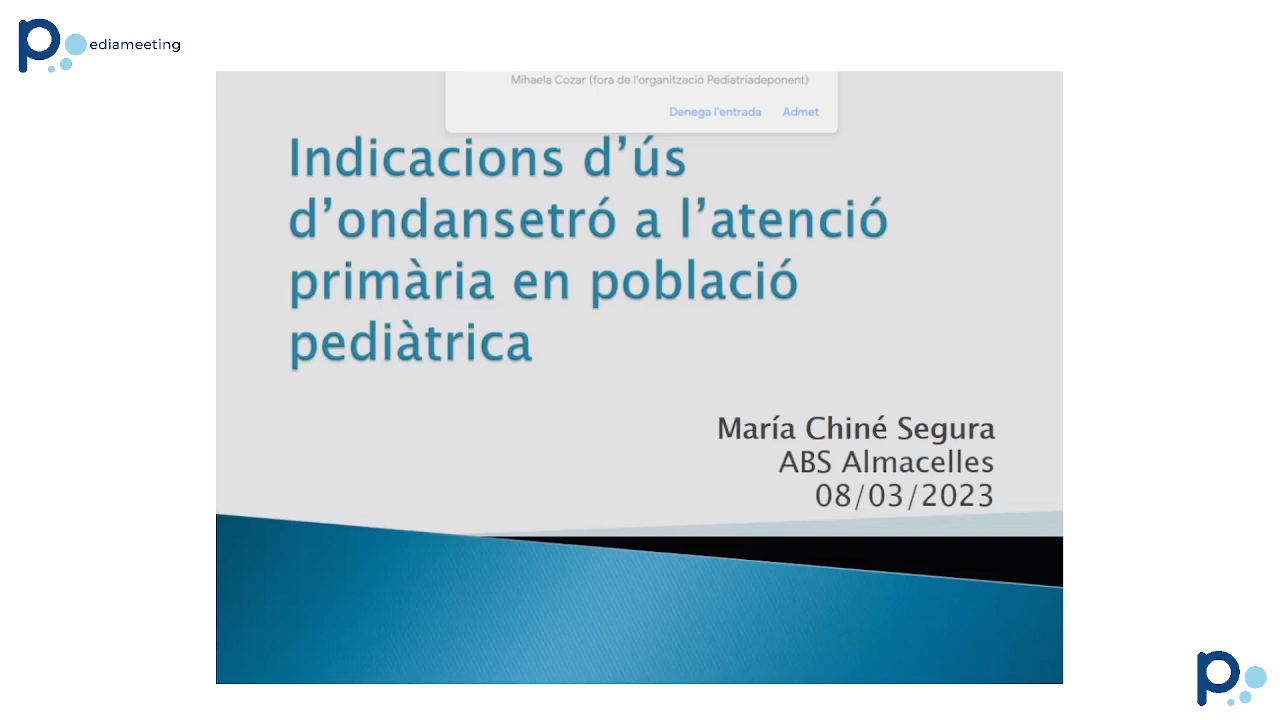 Pediameeting
Mihaela Cozar (fora de l'organització Pediatriadeponent)
Denega l'entrada Admet
Indicacions d'ús
d'ondansetró a l'atenció
primària en població
pediàtrica
María Chiné Segura
ABS Almacelles
08/03/2023
P